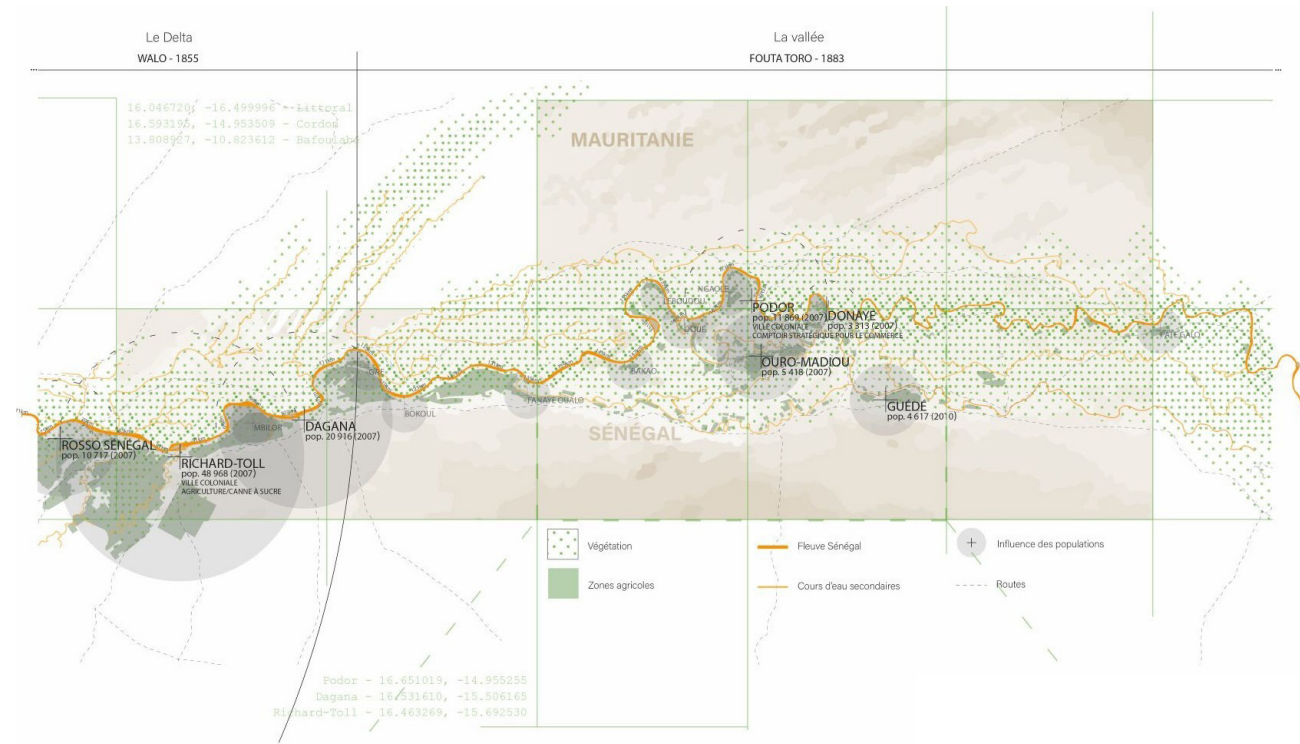 Le Delta
WALO - 1855
La vallée
FOUTA TORO - 1883
16.046720, -16.499996 - Littoral
16.593195, -14.953509 - Cordon
13.808827, -10.823612 - Bafoulabé
MAURITANIE
NGAOLE
LEBOUDOU
PODOR
pop. 11 869 (2007)
VILLE COLONIALE
COMPTOIR STRATÉGIQUE POUR LE COMMERCE
DONAYE
pop. 3 313 (2007)
OURO-MADIOU
pop. 5 418 (2007)
BAKAO
FANAYE OUALO
BOKOUL
GUÉDÉ
pop. 4 617 (2010)
SÉNÉGAL
DAGANA
pop. 20 916 (2007)
MBILOR
ROSSO SÉNÉGAL
pop. 10 717 (2007)
RICHARD-TOLL
pop. 48 968 (2007)
VILLE COLONIALE
AGRICULTURE/CANNE À SUCRE
Végétation
Fleuve Sénégal
Influence des populations
Zones agricoles
Cours d'eau secondaires
Routes
Podor - 16.651019, -14.955255
Dagana - 16.531610, -15.506165
Richard-Toll - 16.463269, -15.692530